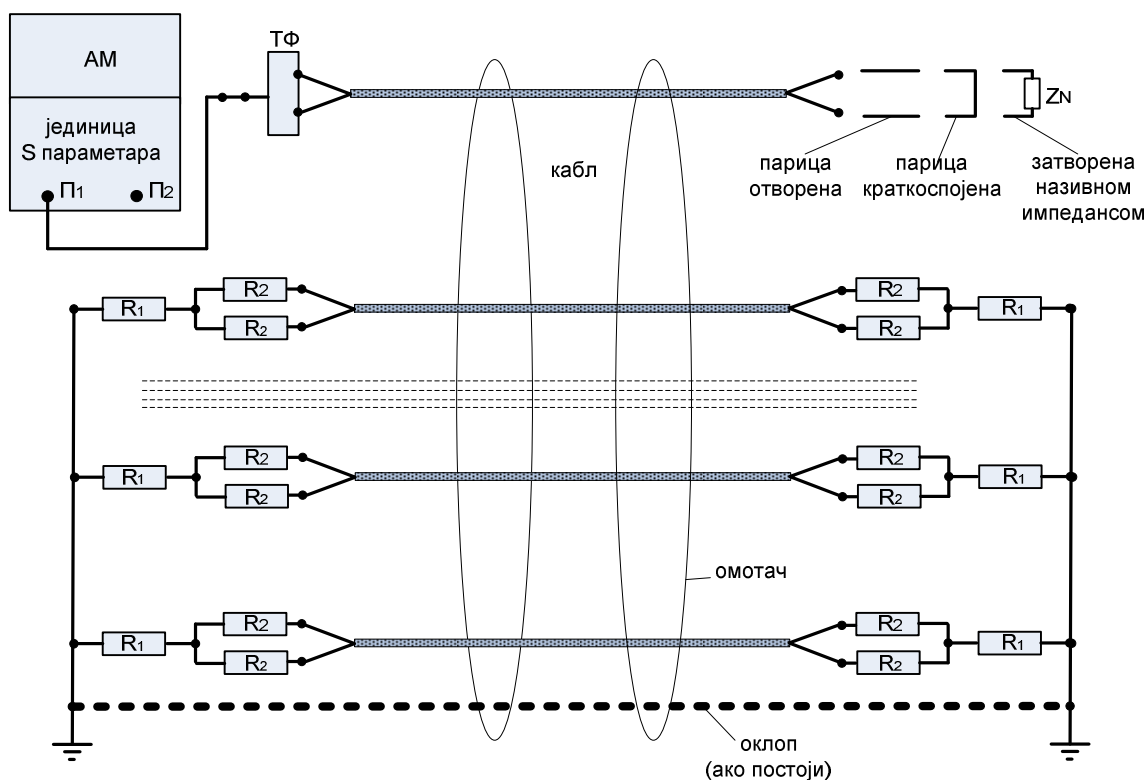 АМ
јединица
S параметара
П1
П2
ТФ
кабл
ZN
парица
отворена
парица
краткоспојена
затворена
називном
импедансом
R1
R2
R2
R2
R2
R1
R1
R2
R2
R2
R2
R1
омотач
R1
R2
R2
R2
R2
R1
оклоп
(ако постоји)